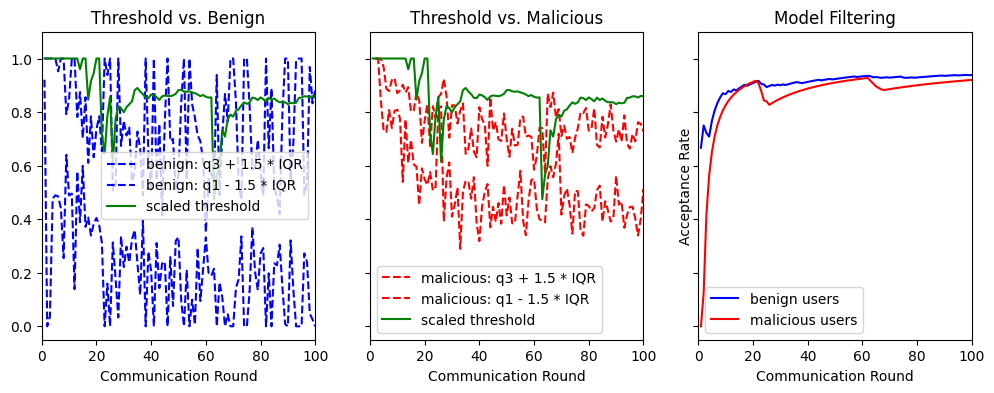 Threshold vs. Benign
1.0
0.8
0.6
0.4
0.2
0.0
benign: q3 + 1.5 * IQR
benign: q1 - 1.5 * IQR
scaled threshold
0 20 40 60 80 100
Communication Round
Threshold vs. Malicious
malicious: q3 + 1.5 * IQR
malicious: q1 - 1.5 * IQR
scaled threshold
0 20 40 60 80 100
Communication Round
Model Filtering
Acceptance Rate
benign users
malicious users
0 20 40 60 80 100
Communication Round